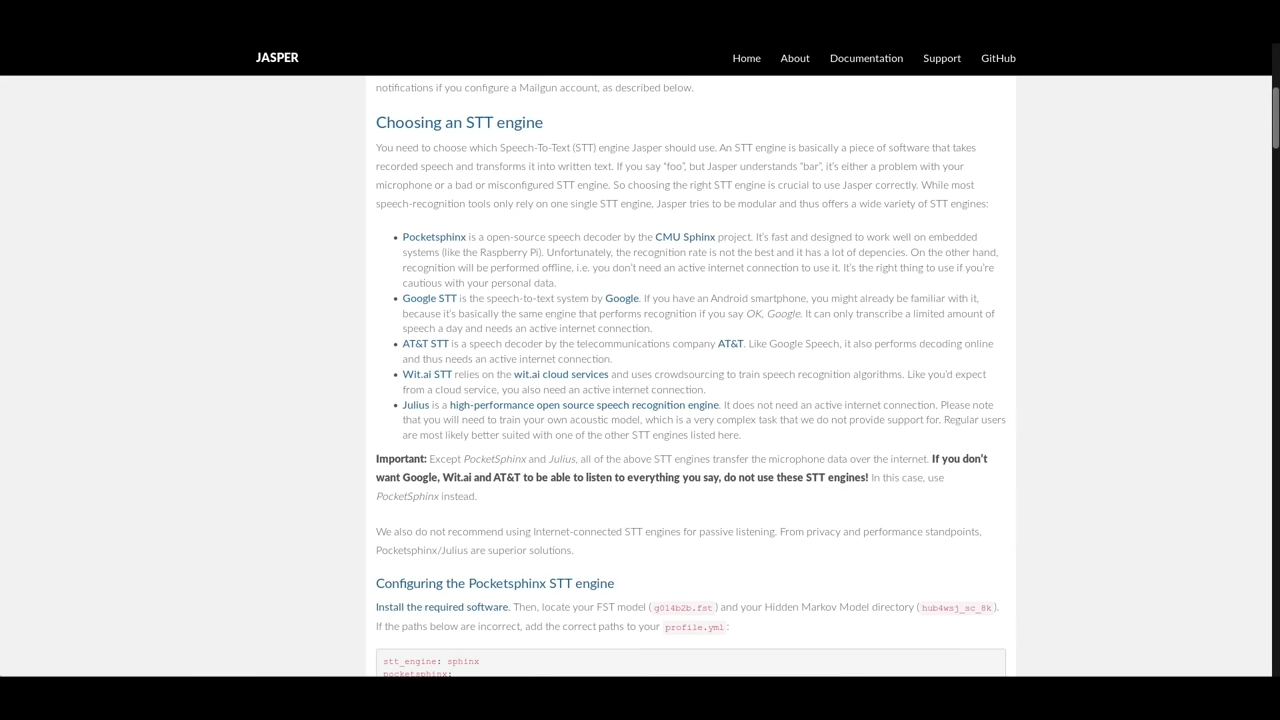 JASPER
Home About Documentation Support GitHub
notifications if you configure a Mailgun account, as described below.
Choosing an STT engine
You need to choose which Speech-To-Text (STT) engine Jasper should use. An STT engine is basically a piece of software that takes
recorded speech and transforms it into written text. If you say “foo”, but Jasper understands “bar”, it’s either a problem with your
microphone or a bad or misconfigured STT engine. So choosing the right STT engine is crucial to use Jasper correctly. While most
speech-recognition tools only rely on one single STT engine, Jasper tries to be modular and thus offers a wide variety of STT engines:
• Pocketsphinx is a open-source speech decoder by the CMU Sphinx project. It’s fast and designed to work well on embedded
systems (like the Raspberry Pi). Unfortunately, the recognition rate is not the best and it has a lot of depencies. On the other hand,
recognition will be performed offline, i.e. you don’t need an active internet connection to use it. It’s the right thing to use if you’re
cautious with your personal data.
• Google STT is the speech-to-text system by Google. If you have an Android smartphone, you might already be familiar with it,
because it’s basically the same engine that performs recognition if you say OK, Google. It can only transcribe a limited amount of
speech a day and needs an active internet connection.
• AT&T STT is a speech decoder by the telecommunications company AT&T. Like Google Speech, it also performs decoding online
and thus needs an active internet connection.
• Wit.ai STT relies on the wit.ai cloud services and uses crowdsourcing to train speech recognition algorithms. Like you’d expect
from a cloud service, you also need an active internet connection.
• Julius is a high-performance open source speech recognition engine. It does not need an active internet connection. Please note
that you will need to train your own acoustic model, which is a very complex task that we do not provide support for. Regular users
are most likely better suited with one of the other STT engines listed here.
Important: Except PocketSphinx and Julius, all of the above STT engines transfer the microphone data over the internet. If you don’t
want Google, Wit.ai and AT&T to be able to listen to everything you say, do not use these STT engines! In this case, use
PocketSphinx instead.
We also do not recommend using Internet-connected STT engines for passive listening. From privacy and performance standpoints,
Pocketsphinx/Julius are superior solutions.
Configuring the Pocketsphinx STT engine
Install the required software. Then, locate your FST model (g014b2b.fst) and your Hidden Markov Model directory (hub4wsj_sc_8k).
If the paths below are incorrect, add the correct paths to your profile.yml:
stt_engine: sphinx
pocketsphinx: